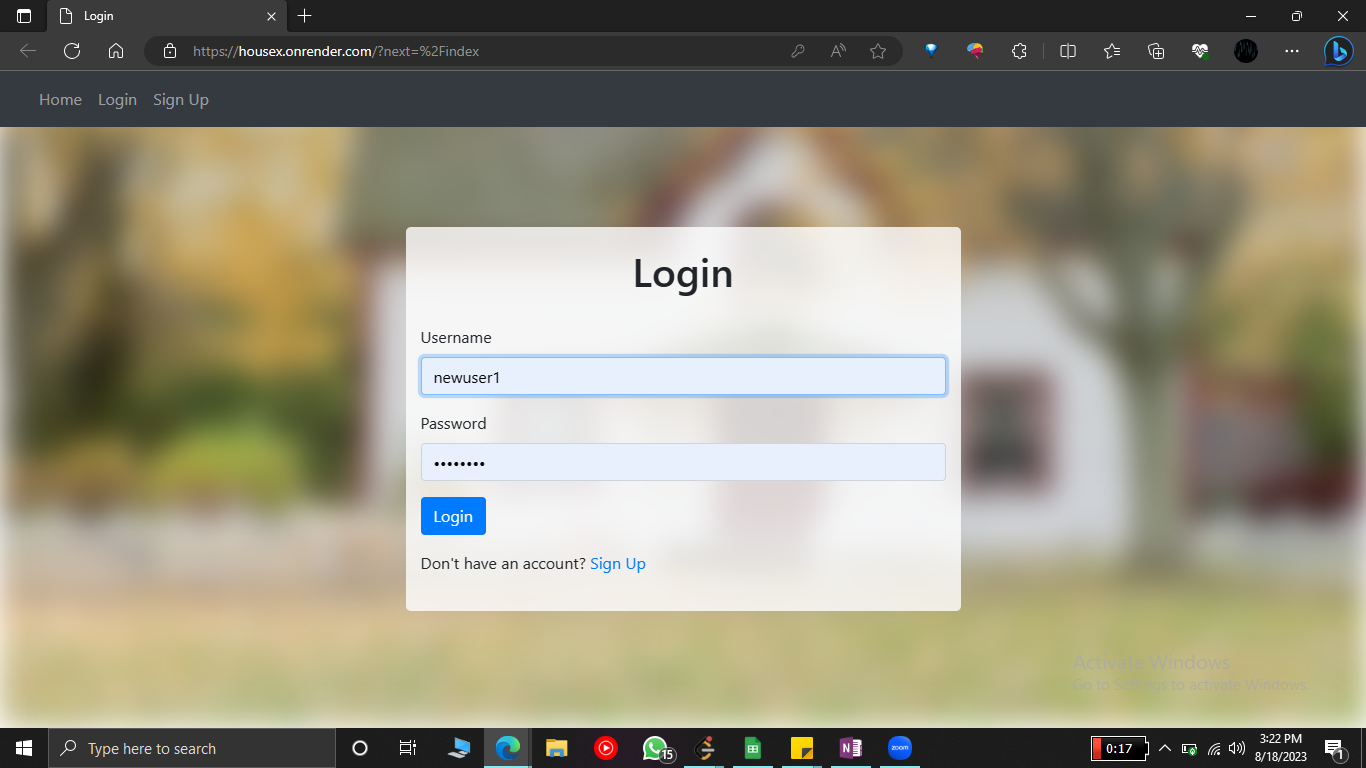 Login
https://housex.onrender.com/?next=%2Findex
Home Login Sign Up
Login
Username
newuser1
Password
••••••••
Login
Don't have an account? Sign Up
Activate Windows
Go to Settings to activate Windows.
Type here to search
15
zoom
0:17
3:22 PM
8/18/2023
1